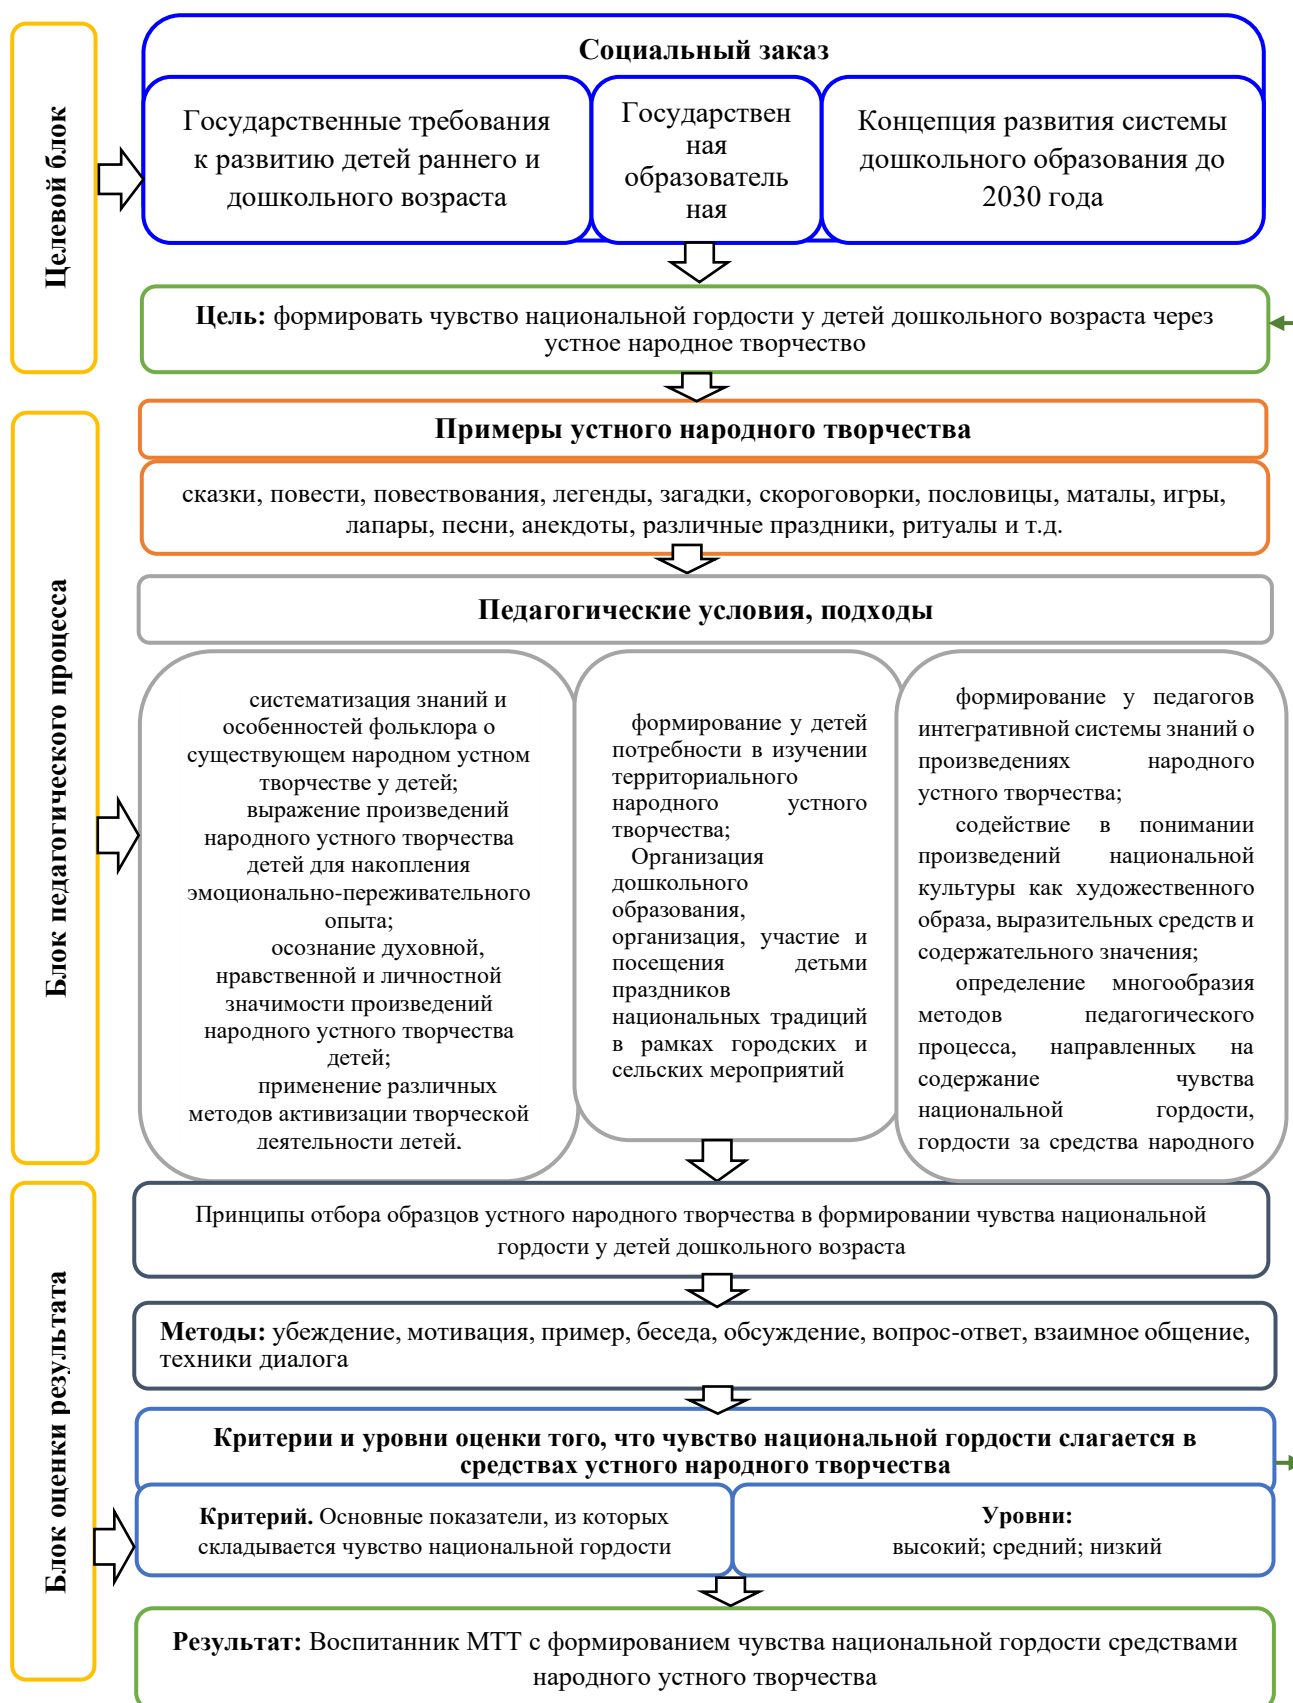 Целевой блок
Социальный заказ
Государственные требования
к развитию детей раннего и
дошкольного возраста
Государствен
ная
образователь
ная
Концепция развития системы
дошкольного образования до
2030 года
Цель: формировать чувство национальной гордости у детей дошкольного возраста через
устное народное творчество
Блок педагогического процесса
Примеры устного народного творчества
сказки, повести, повествования, легенды, загадки, скороговорки, пословицы, маталы, игры,
лапары, песни, анекдоты, различные праздники, ритуалы и т.д.
Педагогические условия, подходы
систематизация знаний и
особенностей фольклора о
существующем народном устном
творчестве у детей;
выражение произведений
народного устного творчества
детей для накопления
эмоционально-переживательного
опыта;
осознание духовной,
нравственной и личностной
значимости произведений
народного устного творчества
детей;
применение различных
методов активизации творческой
деятельности детей.
формирование у детей
потребности в изучении
территориального
народного устного
творчества;
Организация
дошкольного
образования,
организация, участие и
посещения детьми
праздников
национальных традиций
в рамках городских и
сельских мероприятий
формирование у педагогов
интегративной системы знаний о
произведениях народного
устного творчества;
содействие в понимании
произведений национальной
культуры как художественного
образа, выразительных средств и
содержательного значения;
определение многообразия
методов педагогического
процесса, направленных на
содержание чувства
национальной гордости,
гордости за средства народного
Блок оценки результата
Принципы отбора образцов устного народного творчества в формировании чувства национальной
гордости у детей дошкольного возраста
Методы: убеждение, мотивация, пример, беседа, обсуждение, вопрос-ответ, взаимное общение,
техники диалога
Критерии и уровни оценки того, что чувство национальной гордости слагается в
средствах устного народного творчества
Критерий. Основные показатели, из которых
складывается чувство национальной гордости
Уровни:
высокий; средний; низкий
Результат: Воспитанник МТТ с формированием чувства национальной гордости средствами
народного устного творчества